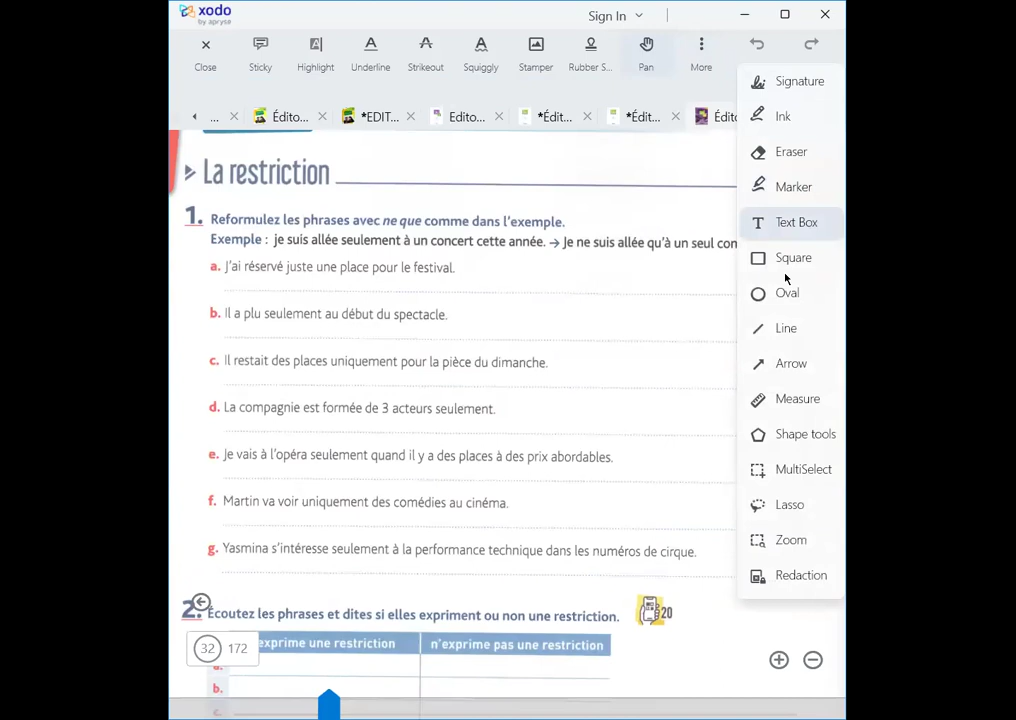 xodo
by apryse
Sign In
Close
Sticky
Highlight
Underline
Strikeout
Squiggly
Stamper
Rubber S...
Pan
More
...
Édito...
*EDIT...
Edito...
*Édit...
*Édit...
Édito
Signature
Ink
Eraser
Marker
Text Box
Square
Oval
Line
Arrow
Measure
Shape tools
MultiSelect
Lasso
Zoom
Redaction
La restriction
1. Reformulez les phrases avec ne que comme dans l'exemple.
Exemple : je suis allée seulement à un concert cette année. → Je ne suis allée qu'à un seul con
a. J'ai réservé juste une place pour le festival.
b. Il a plu seulement au début du spectacle.
c. Il restait des places uniquement pour la pièce du dimanche.
d. La compagnie est formée de 3 acteurs seulement.
e. Je vais à l'opéra seulement quand il y a des places à des prix abordables.
f. Martin va voir uniquement des comédies au cinéma.
g. Yasmina s'intéresse seulement à la performance technique dans les numéros de cirque.
2. Écoutez les phrases et dites si elles expriment ou non une restriction. 20
exprime une restriction n'exprime pas une restriction
32 172
a.
b.
c.